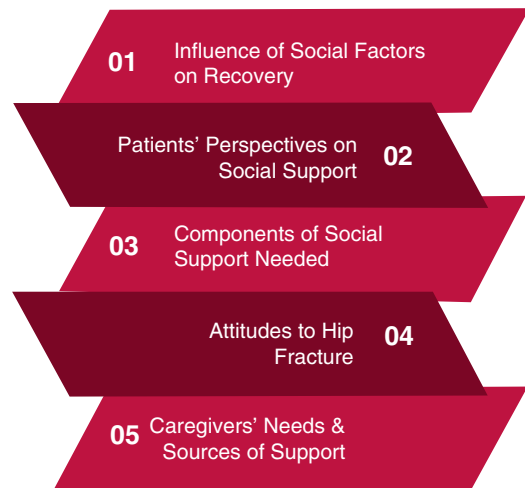 01 Influence of Social Factors
on Recovery
Patients' Perspectives on
Social Support 02
03 Components of Social
Support Needed
Attitudes to Hip
Fracture 04
05 Caregivers' Needs &
Sources of Support